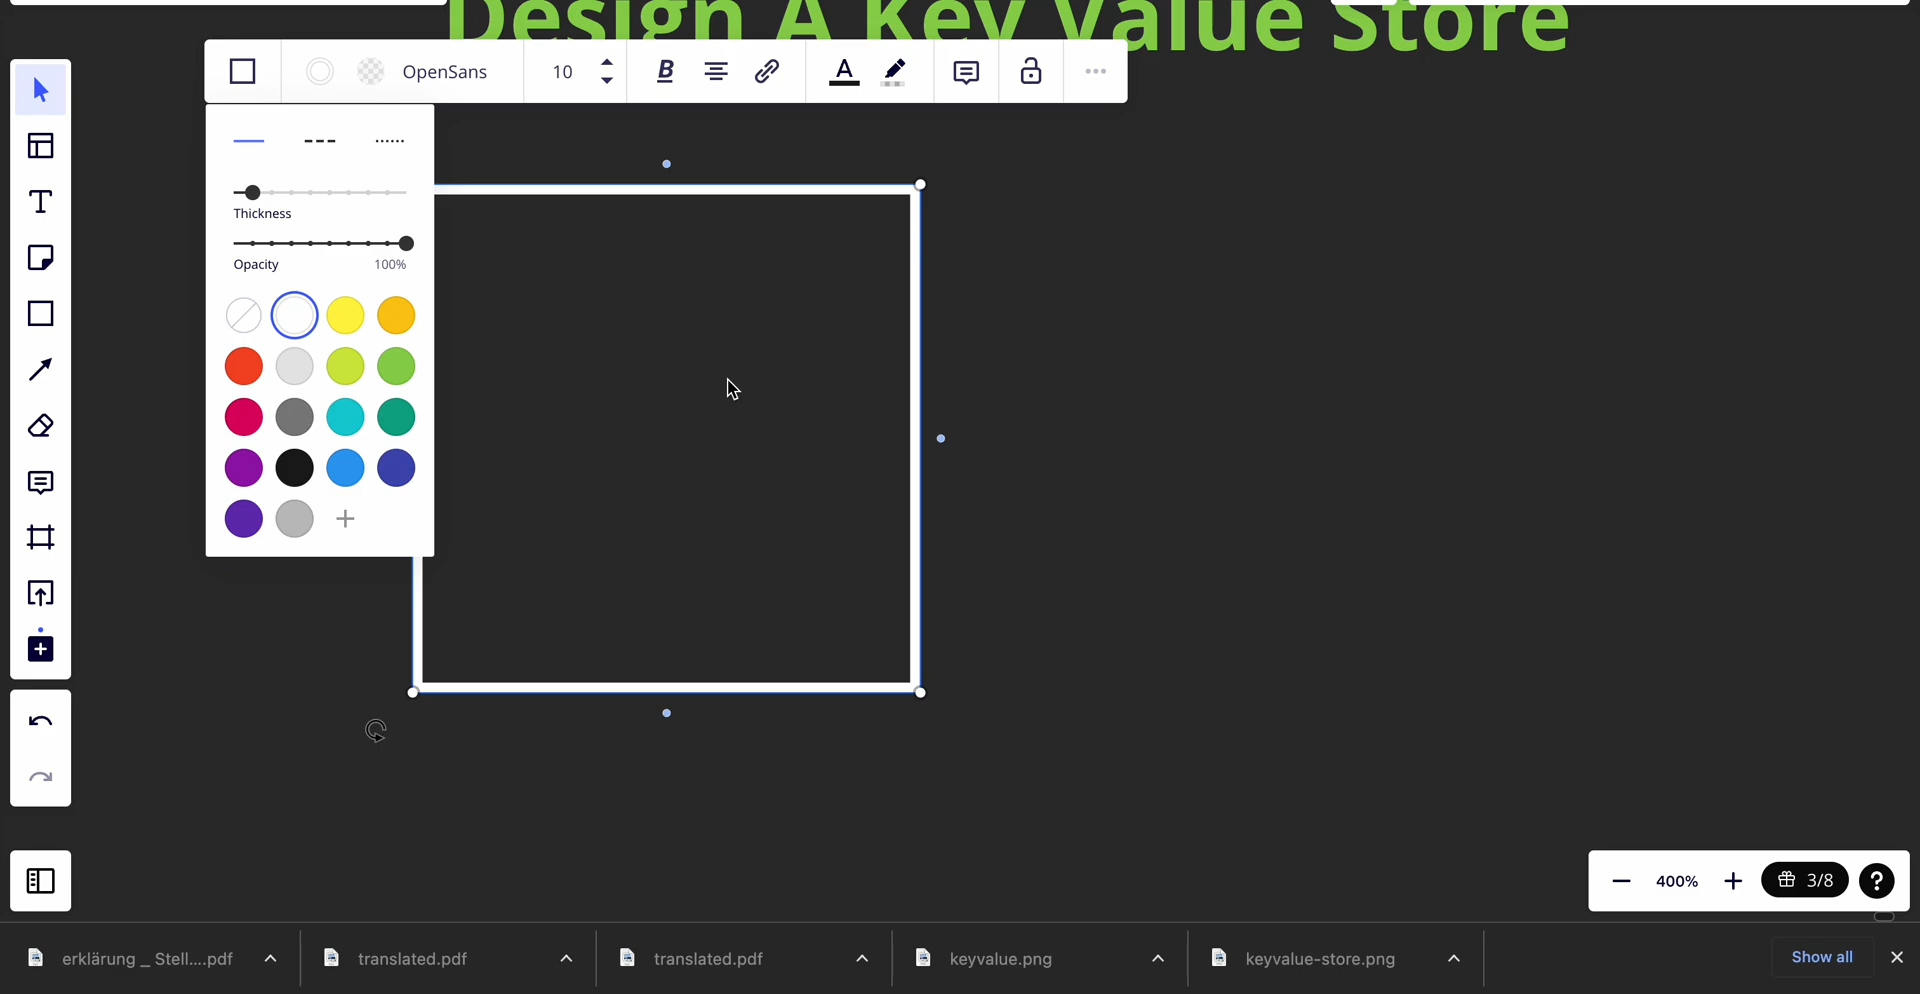 Design A Key Value Store
OpenSans
10
B
A
Thickness
Opacity 100%
T
400%
3/8
?
erklärung _ Stell....pdf
translated.pdf
translated.pdf
keyvalue.png
keyvalue-store.png
Show all